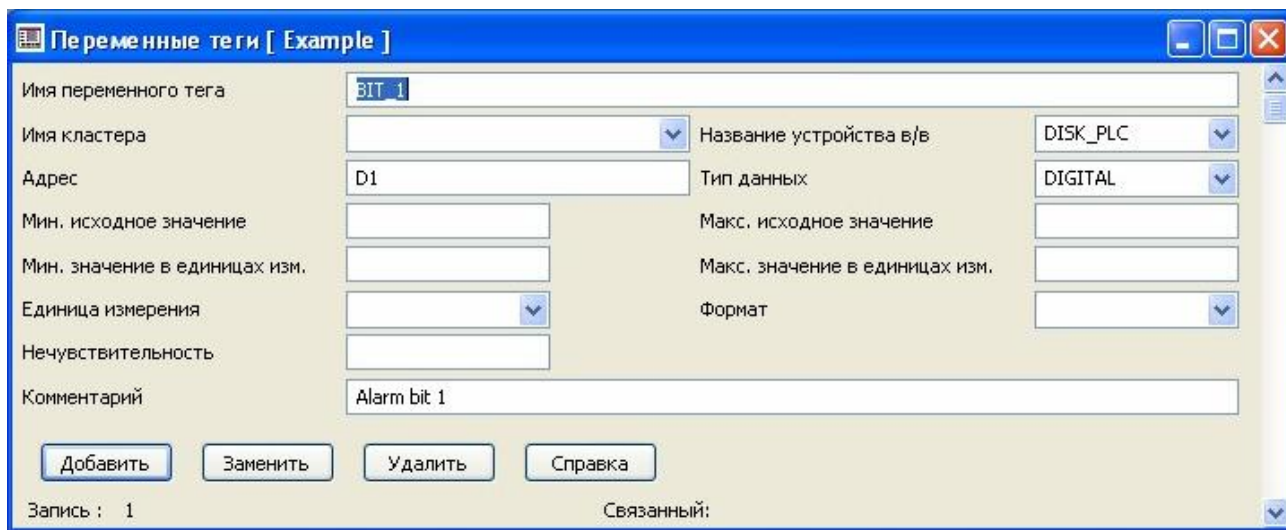 Переменные теги [ Example ]
Имя переменного тега BIT_1
Имя кластера Название устройства в/в DISK_PLC
Адрес D1 Тип данных DIGITAL
Мин. исходное значение Макс. исходное значение
Мин. значение в единицах изм. Макс. значение в единицах изм.
Единица измерения Формат
Нечувствительность
Комментарий Alarm bit 1
Добавить Заменить Удалить Справка
Запись : 1 Связанный: